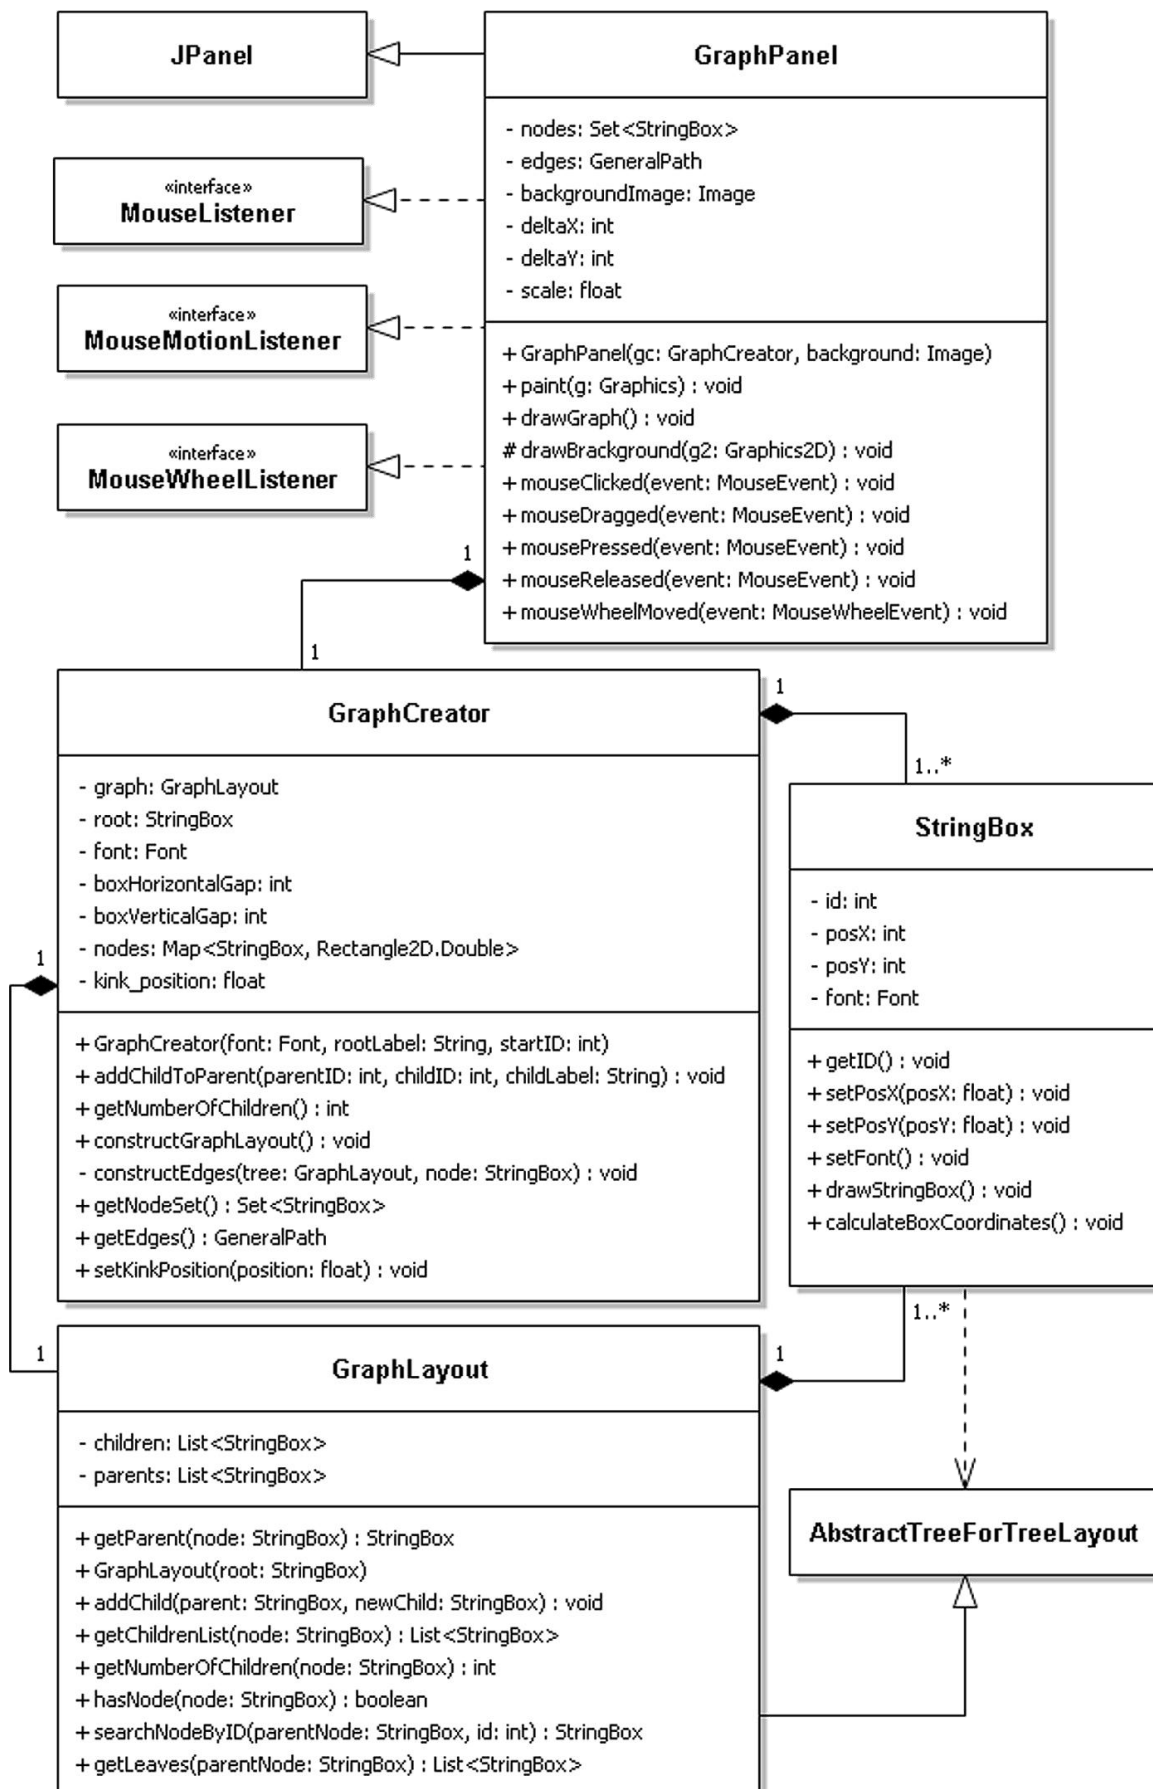 JPanel
GraphPanel
- nodes: Set<StringBox>
- edges: GeneralPath
- backgroundImage: Image
- deltaX: int
- deltaY: int
- scale: float
+ GraphPanel(gc: GraphCreator, background: Image)
+ paint(g: Graphics) : void
+ drawGraph() : void
# drawBrackground(g2: Graphics2D) : void
+ mouseClicked(event: MouseEvent) : void
+ mouseDragged(event: MouseEvent) : void
+ mousePressed(event: MouseEvent) : void
+ mouseReleased(event: MouseEvent) : void
+ mouseWheelMoved(event: MouseWheelEvent) : void
«interface»
MouseListener
«interface»
MouseMotionListener
«interface»
MouseWheelListener
1
1
GraphCreator
- graph: GraphLayout
- root: StringBox
- font: Font
- boxHorizontalGap: int
- boxVerticalGap: int
- nodes: Map<StringBox, Rectangle2D.Double>
- kink_position: float
+ GraphCreator(font: Font, rootLabel: String, startID: int)
+ addChildToParent(parentID: int, childID: int, childLabel: String) : void
+ getNumberOfChildren() : int
+ constructGraphLayout() : void
- constructEdges(tree: GraphLayout, node: StringBox) : void
+ getNodeSet() : Set<StringBox>
+ getEdges() : GeneralPath
+ setKinkPosition(position: float) : void
1
1..*
StringBox
- id: int
- posX: int
- posY: int
- font: Font
+ getID() : void
+ setPosX(posX: float) : void
+ setPosY(posY: float) : void
+ setFont() : void
+ drawStringBox() : void
+ calculateBoxCoordinates() : void
1
1
GraphLayout
- children: List<StringBox>
- parents: List<StringBox>
+ getParent(node: StringBox) : StringBox
+ GraphLayout(root: StringBox)
+ addChild(parent: StringBox, newChild: StringBox) : void
+ getChildrenList(node: StringBox) : List<StringBox>
+ getNumberOfChildren(node: StringBox) : int
+ hasNode(node: StringBox) : boolean
+ searchNodeByID(parentNode: StringBox, id: int) : StringBox
+ getLeaves(parentNode: StringBox) : List<StringBox>
1
1..*
AbstractTreeForTreeLayout